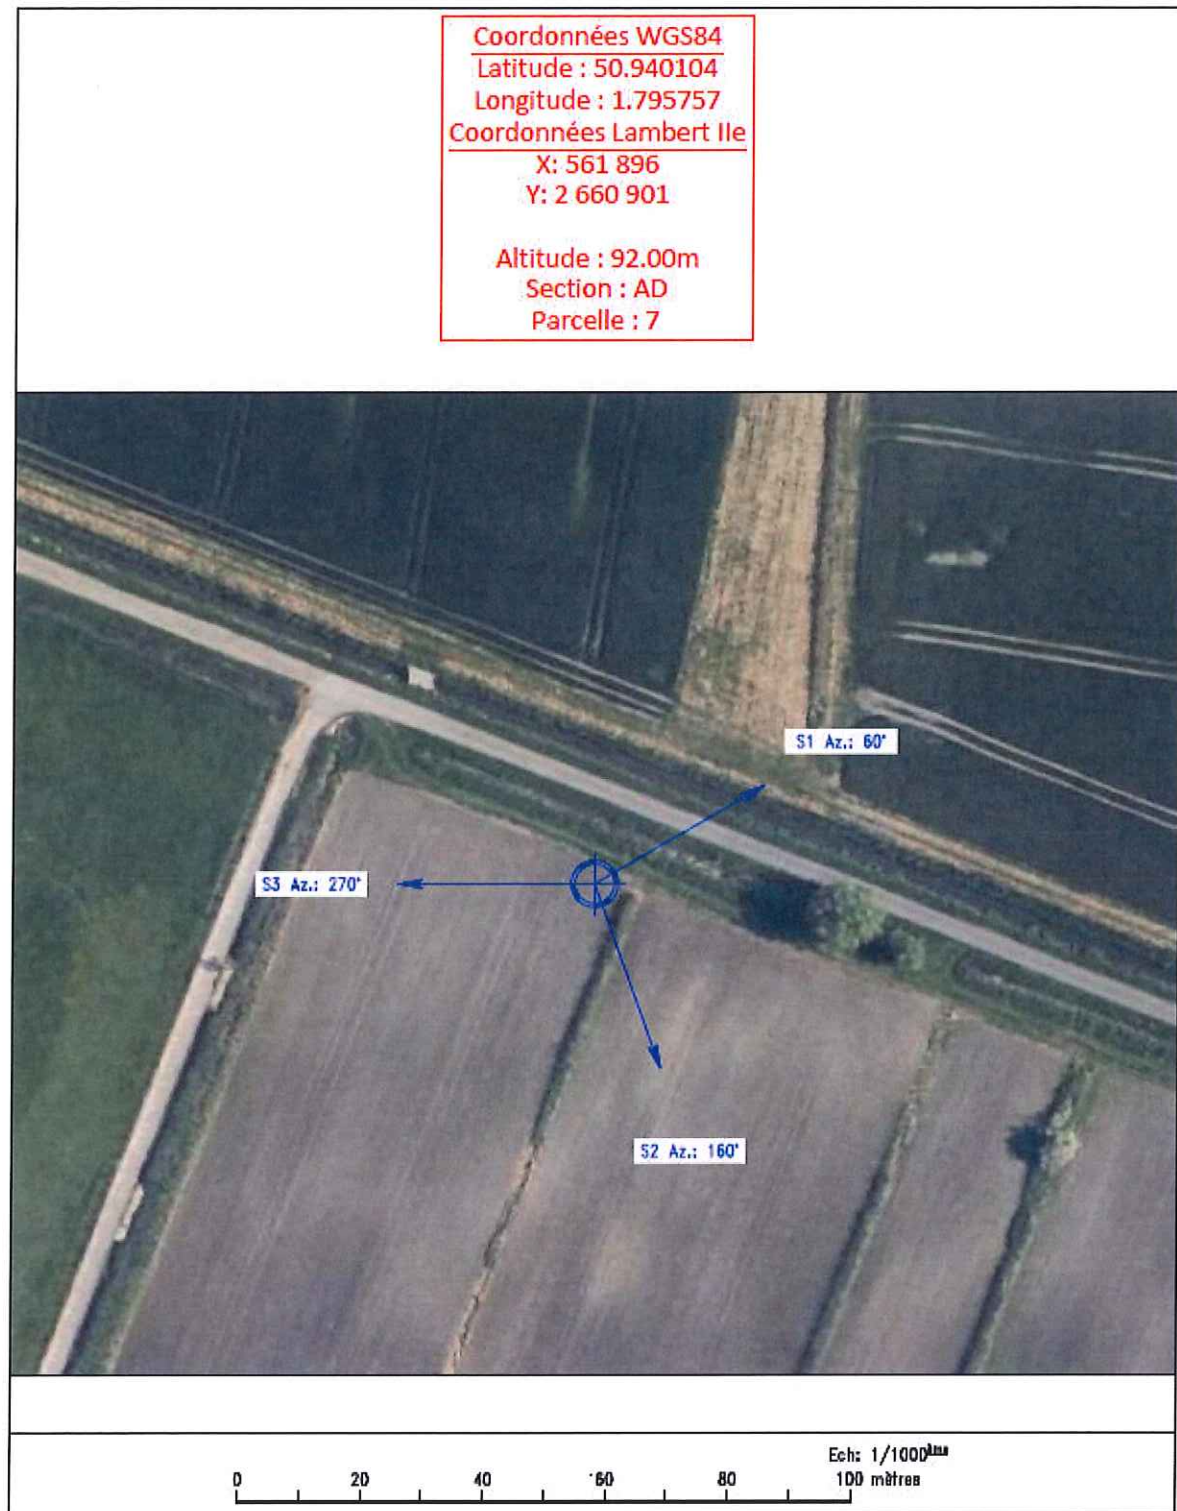 Coordonnées WGS84
Latitude : 50.940104
Longitude : 1.795757
Coordonnées Lambert IIe
X: 561 896
Y: 2 660 901
Altitude : 92.00m
Section : AD
Parcelle : 7
S1 Az.: 60°
S3 Az.: 270°
S2 Az.: 160°
Ech: 1/1000ème
0 20 40 60 80 100 mètres